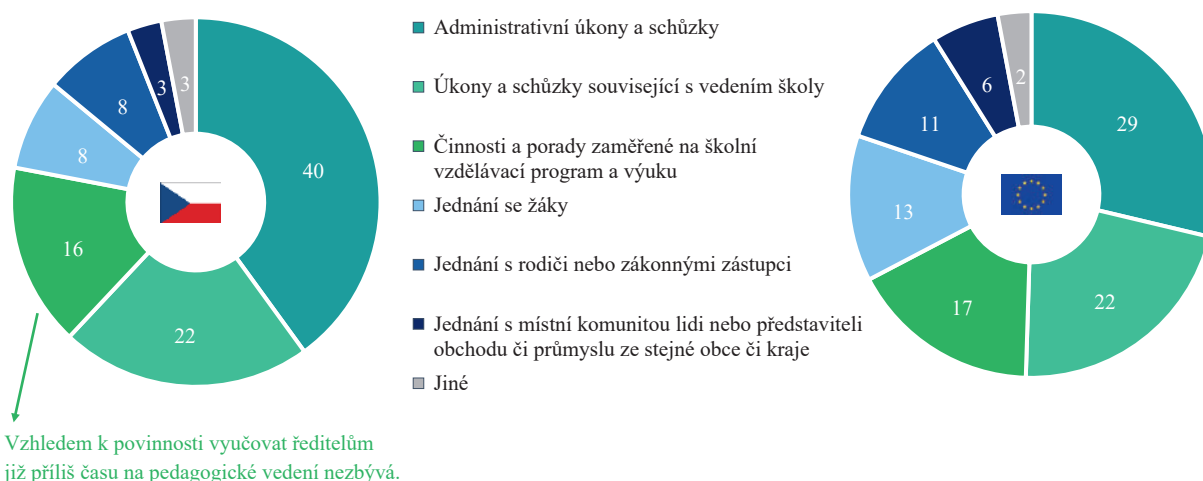 40
22
16
8
8
3
3
Administrativní úkony a schůzky
Úkony a schůzky související s vedením školy
Činnosti a porady zaměřené na školní
vzdělávací program a výuku
Jednání se žáky
Jednání s rodiči nebo zákonnými zástupci
Jednání s místní komunitou lidi nebo představiteli
obchodu či průmyslu ze stejné obce či kraje
Jiné
29
22
17
13
11
6
2
Vzhledem k povinnosti vyučovat ředitelům
již příliš času na pedagogické vedení nezbývá.